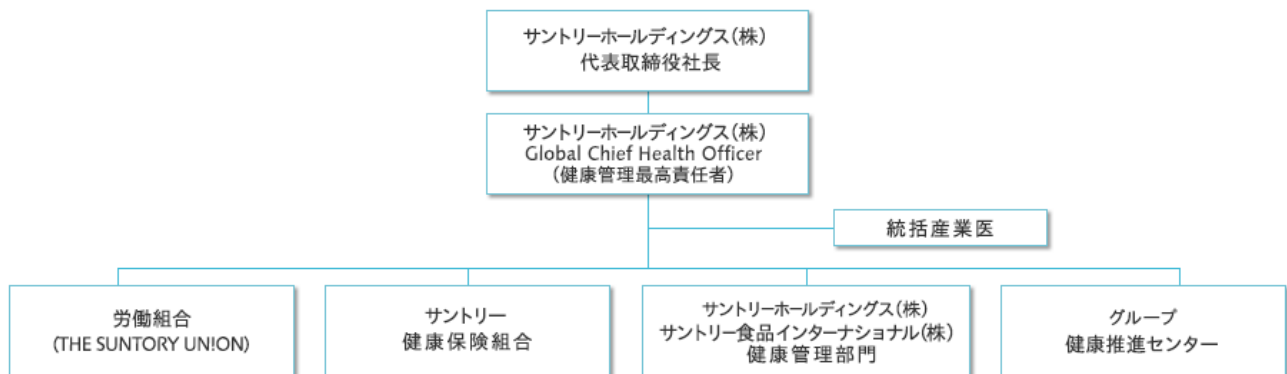 サントリーホールディングス(株)
代表取締役社長
サントリーホールディングス(株)
Global Chief Health Officer
(健康管理最高責任者)
統括産業医
労働組合
(THE SUNTORY UN!ON)
サントリー
健康保険組合
サントリーホールディングス(株)
サントリー食品インターナショナル(株)
健康管理部門
グループ
健康推進センター